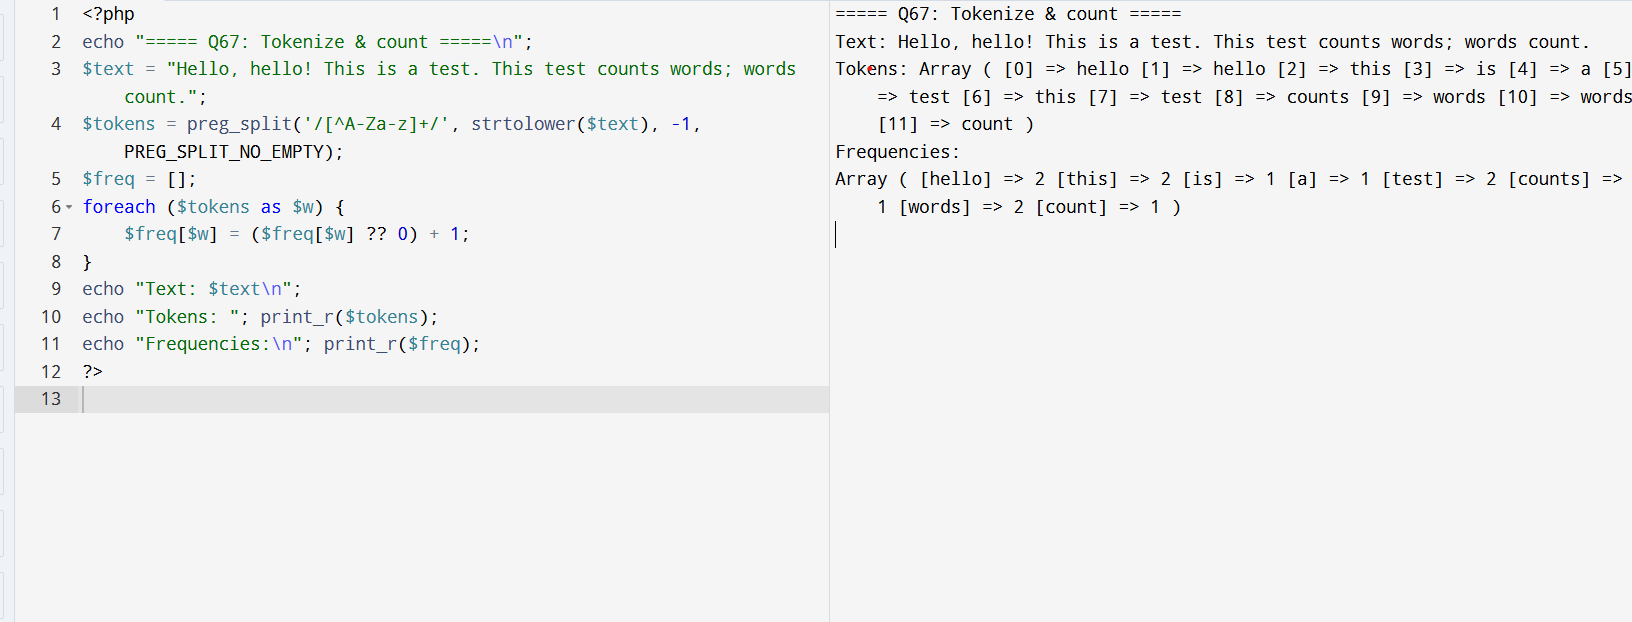 1 <?php
2 echo "===== Q67: Tokenize & count =====\n";
3 $text = "Hello, hello! This is a test. This test counts words; words
count.";
4 $tokens = preg_split('/[^A-Za-z]+/', strtolower($text), -1,
PREG_SPLIT_NO_EMPTY);
5 $freq = [];
6 foreach ($tokens as $w) {
7 $freq[$w] = ($freq[$w] ?? 0) + 1;
8 }
9 echo "Text: $text\n";
10 echo "Tokens: "; print_r($tokens);
11 echo "Frequencies:\n"; print_r($freq);
12 ?>
13
===== Q67: Tokenize & count =====
Text: Hello, hello! This is a test. This test counts words; words count.
Tokens: Array ( [0] => hello [1] => hello [2] => this [3] => is [4] => a [5]
=> test [6] => this [7] => test [8] => counts [9] => words [10] => words
[11] => count )
Frequencies:
Array ( [hello] => 2 [this] => 2 [is] => 1 [a] => 1 [test] => 2 [counts] =>
1 [words] => 2 [count] => 1 )